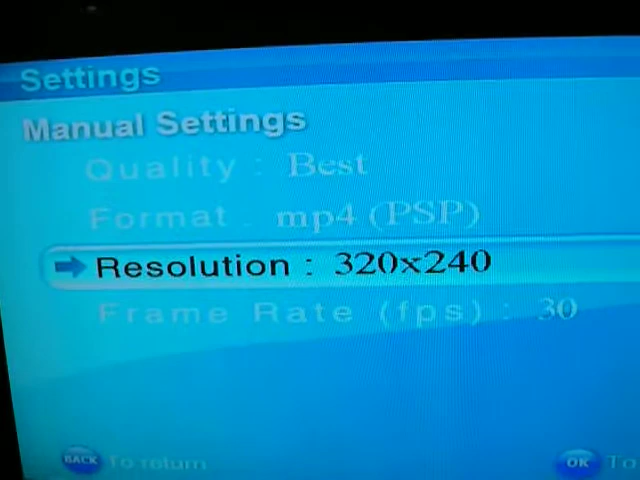 Settings
Manual Settings
Quality : Best
Format : mp4 (PSP)
Resolution : 320x240
Frame Rate (fps) : 30
BACK To return
OK To